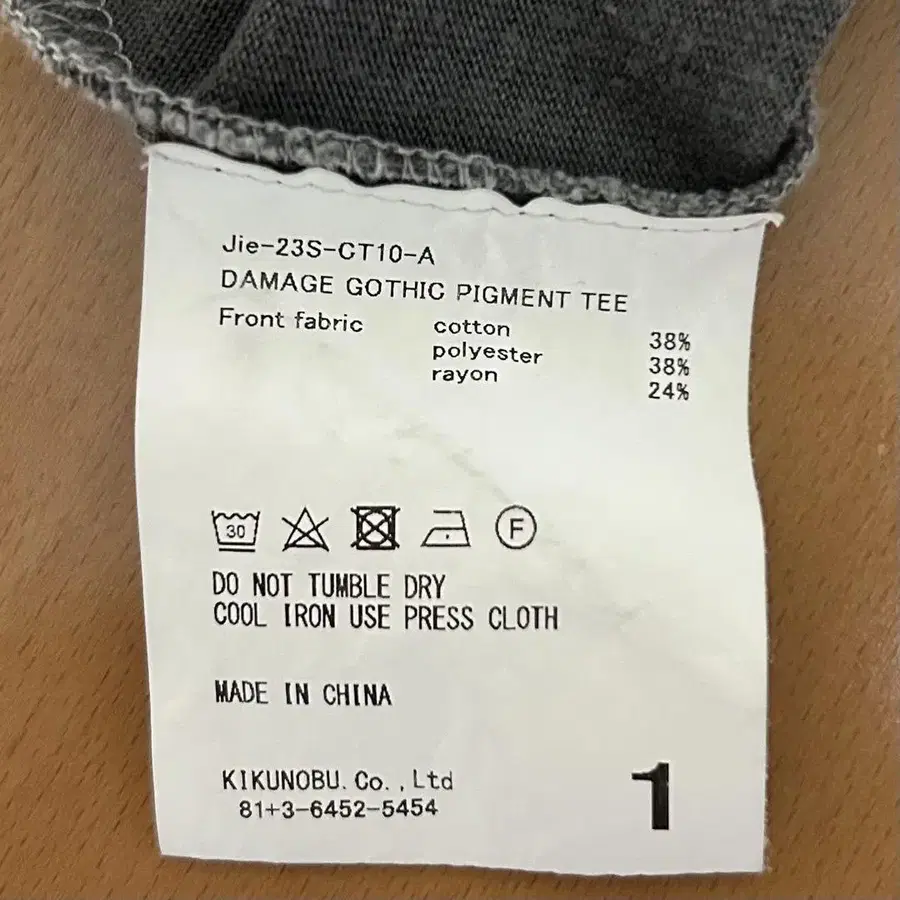 Jie-23S-CT10-A
DAMAGE GOTHIC PIGMENT TEE
Front fabric cotton 38%
polyester 38%
rayon 24%
30 F
DO NOT TUMBLE DRY
COOL IRON USE PRESS CLOTH
MADE IN CHINA
KIKUNOBU.Co.,Ltd
81+3-6452-5454
1